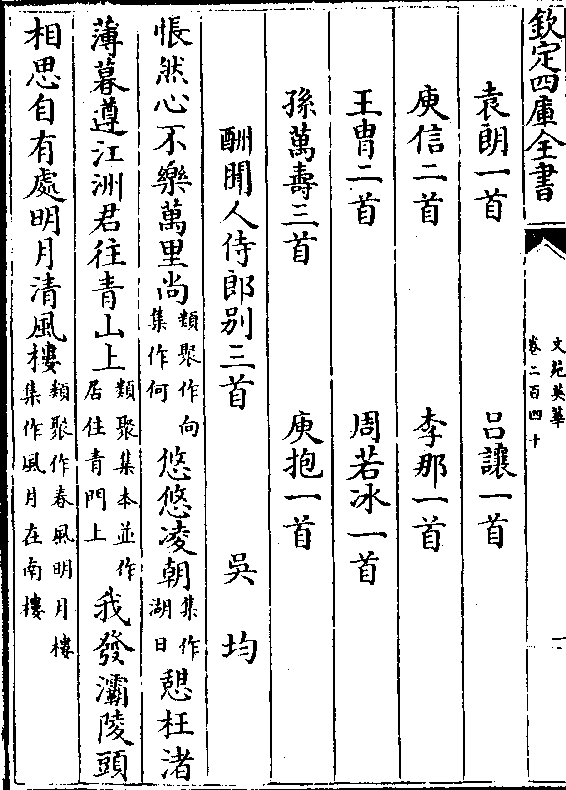 欽定四庫全書
文苑英華
卷二百四十
一
袁朗一首 呂讓一首
庾信二首 李那一首
王胄二首 周若冰一首
孫萬壽三首 庾抱一首
酬聞人侍郎别三首 吳均
悵然心不樂萬里尚類聚作向集作何悠悠凌朝集作湖日憇枉渚
薄暮遵江洲君往青山上類聚集本並作居住青門上我發灞陵頭
相思自有處明月清風樓類聚作春風明月樓集作風月在南樓